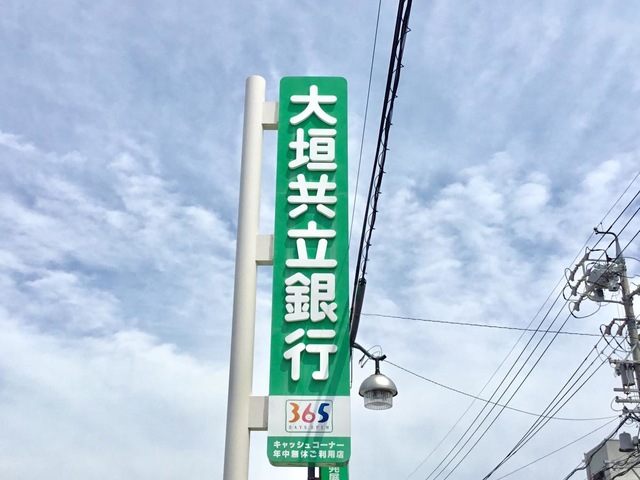 大垣共立銀行
365
DAYS OPEN
キャッシュコーナー
年中無休ご利用店